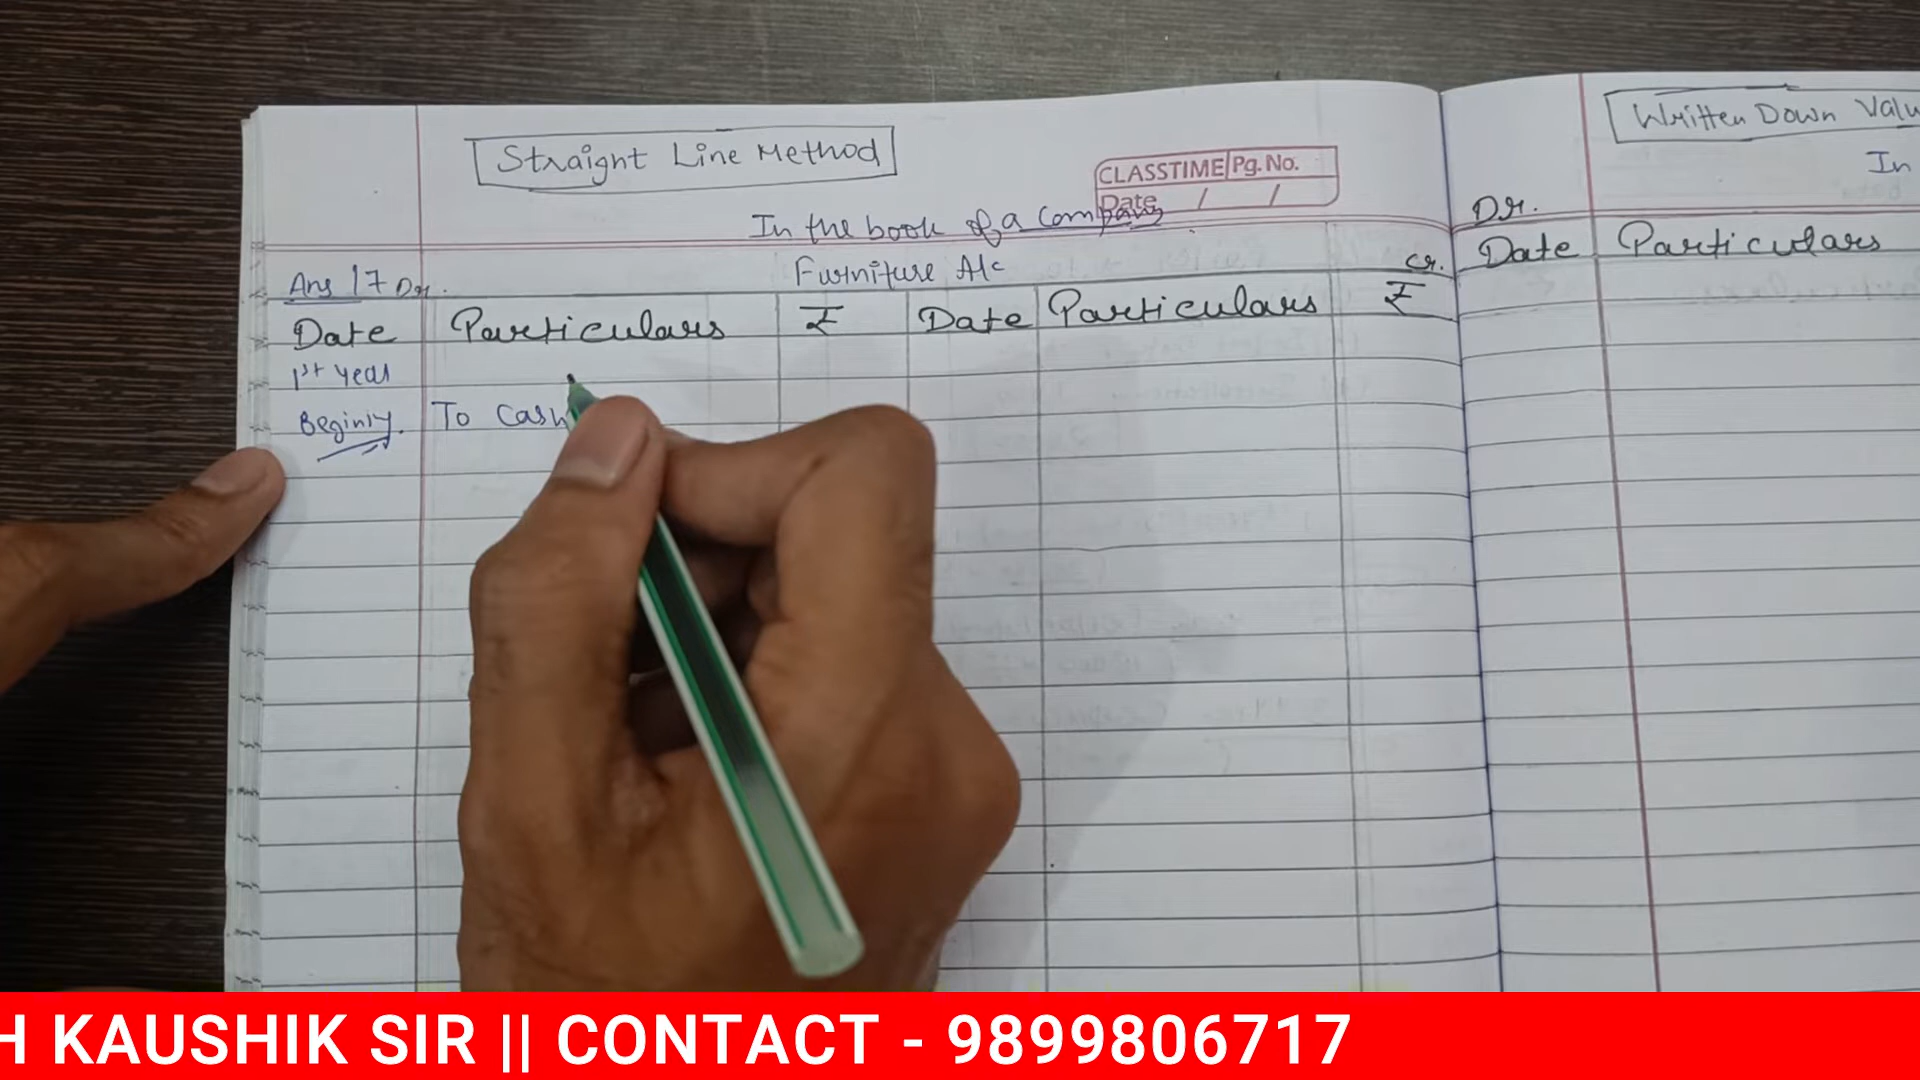 Straight Line Method
CLASSTIME Pg. No.
Date / /
In the book of a Company
Ans 17 Dr. Furniture A/c Cr.
Date Particulars ₹ Date Particulars ₹
1st year
Beginiy. To Cash
Written Down Valu
In
Dr.
Date Particulars
H KAUSHIK SIR || CONTACT - 9899806717